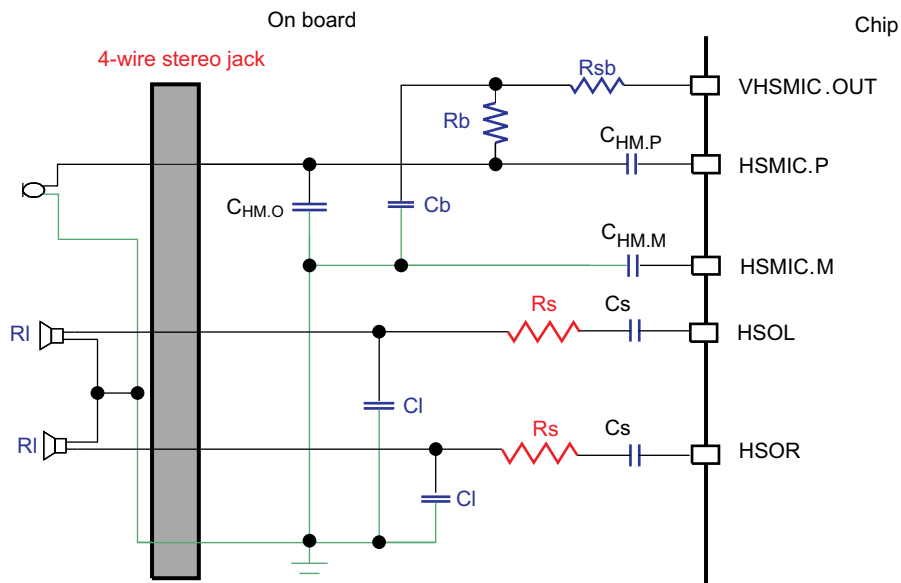 On board
Chip
4-wire stereo jack
Rsb
VHSMIC.OUT
Rb
CHM.P
HSMIC.P
CHM.O
Cb
CHM.M
HSMIC.M
Rl
Rs
Cs
HSOL
Cl
Rl
Rs
Cs
HSOR
Cl